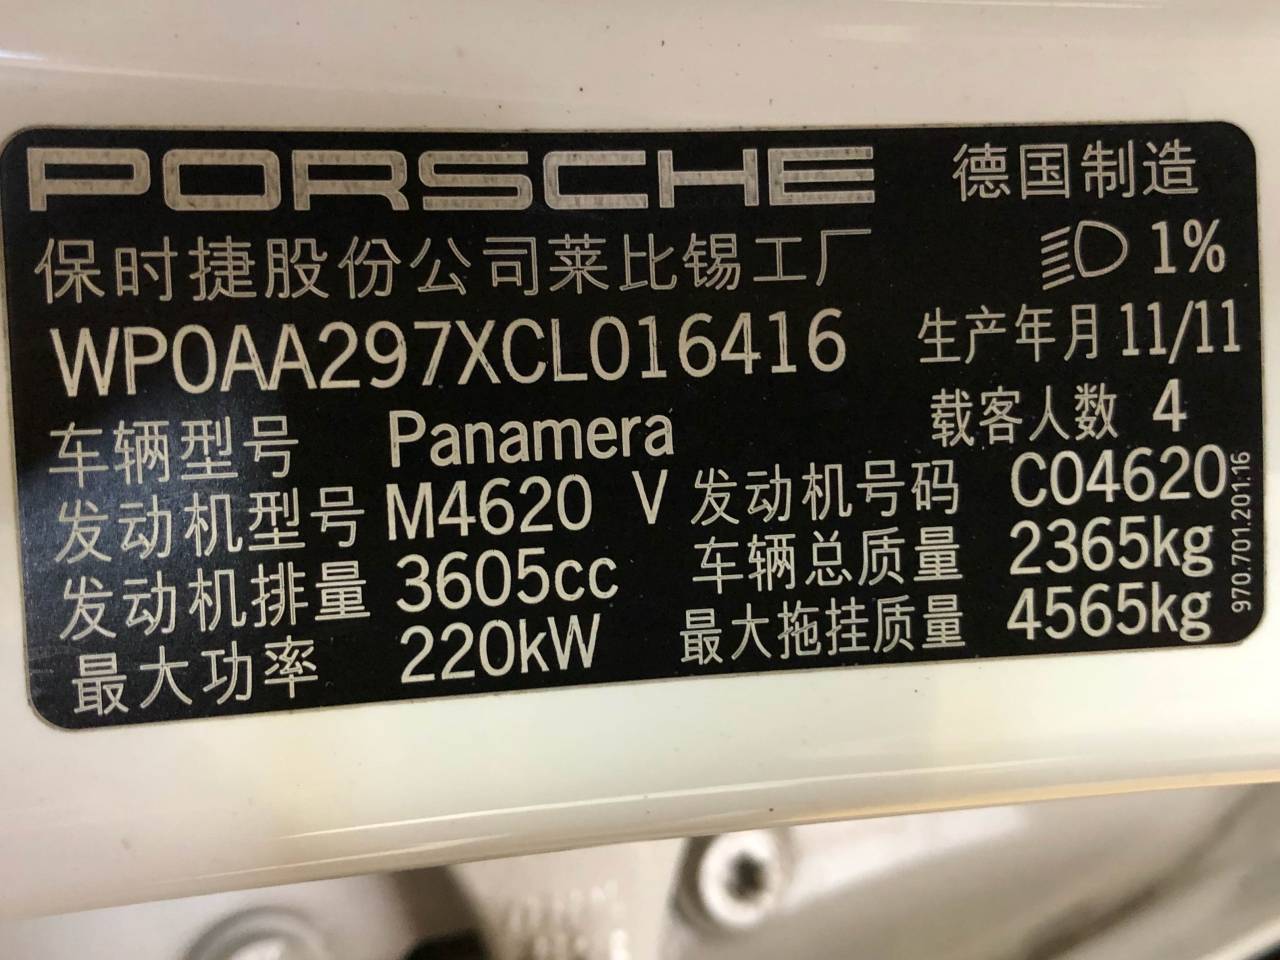 PORSCHE 德国制造
保时捷股份公司莱比锡工厂 1%
WP0AA297XCL016416 生产年月 11/11
车辆型号 Panamera 载客人数 4
发动机型号 M4620 V 发动机号码 C04620
发动机排量 3605cc 车辆总质量 2365kg
最大功率 220kW 最大拖挂质量 4565kg
970.701.201.16